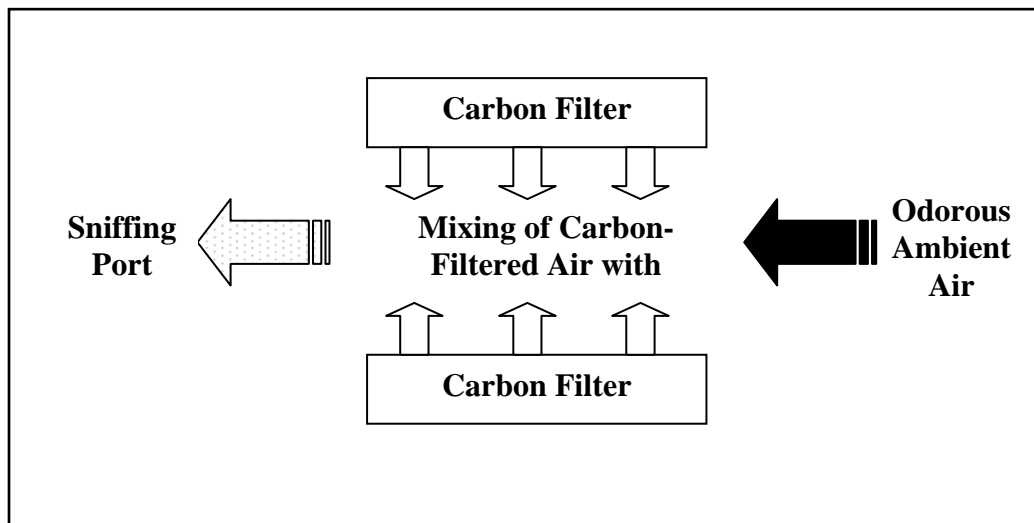 Carbon Filter
Sniffing
Port
Mixing of Carbon-
Filtered Air with
Odorous
Ambient
Air
Carbon Filter